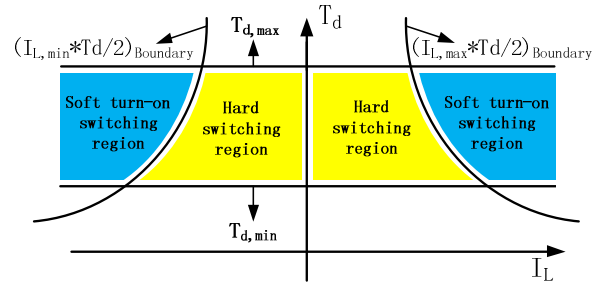 (I_L,min*Td/2)_Boundary
T_d,max
T_d
(I_L,max*Td/2)_Boundary
Soft turn-on
switching
region
Hard
switching
region
Hard
switching
region
Soft turn-on
switching
region
T_d,min
I_L